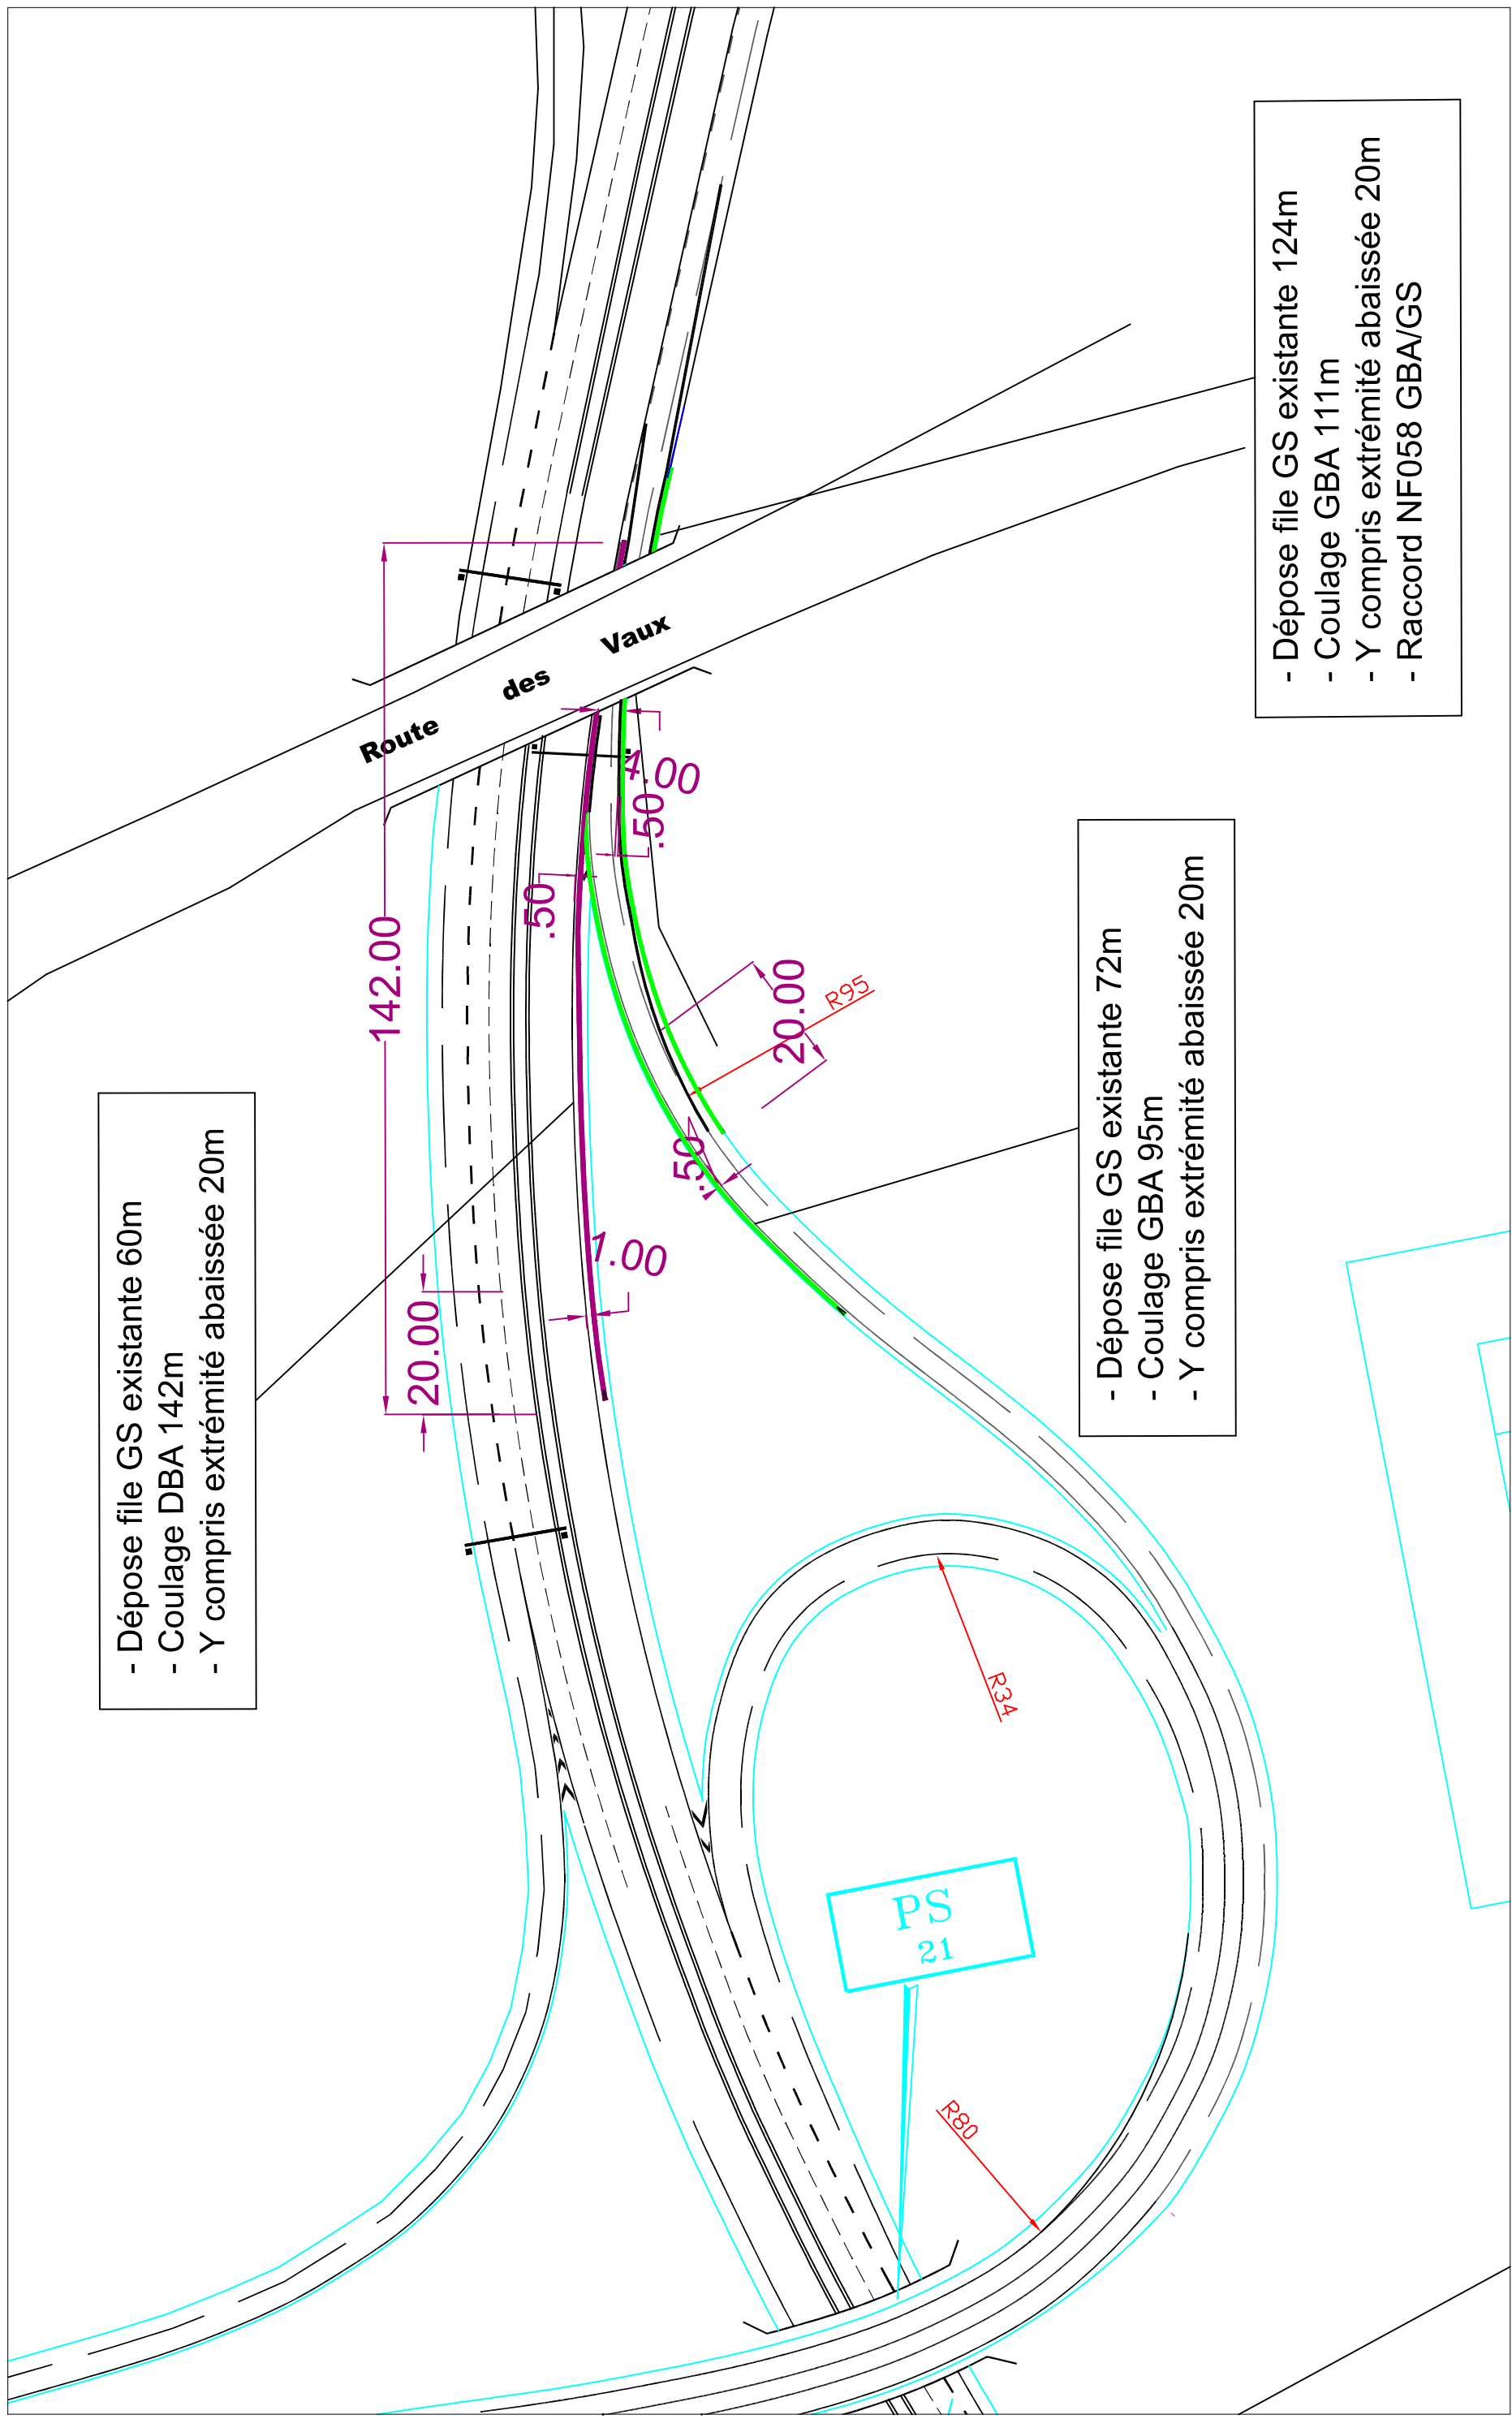 - Dépose file GS existante 124m
- Coulage GBA 111m
- Y compris extrémité abaissée 20m
- Raccord NF058 GBA/GS
Route des Vaux
142.00
4.00
.50
.50
20.00
R95
.50
1.00
20.00
- Dépose file GS existante 60m
- Coulage DBA 142m
- Y compris extrémité abaissée 20m
- Dépose file GS existante 72m
- Coulage GBA 95m
- Y compris extrémité abaissée 20m
R34
PS
21
R80